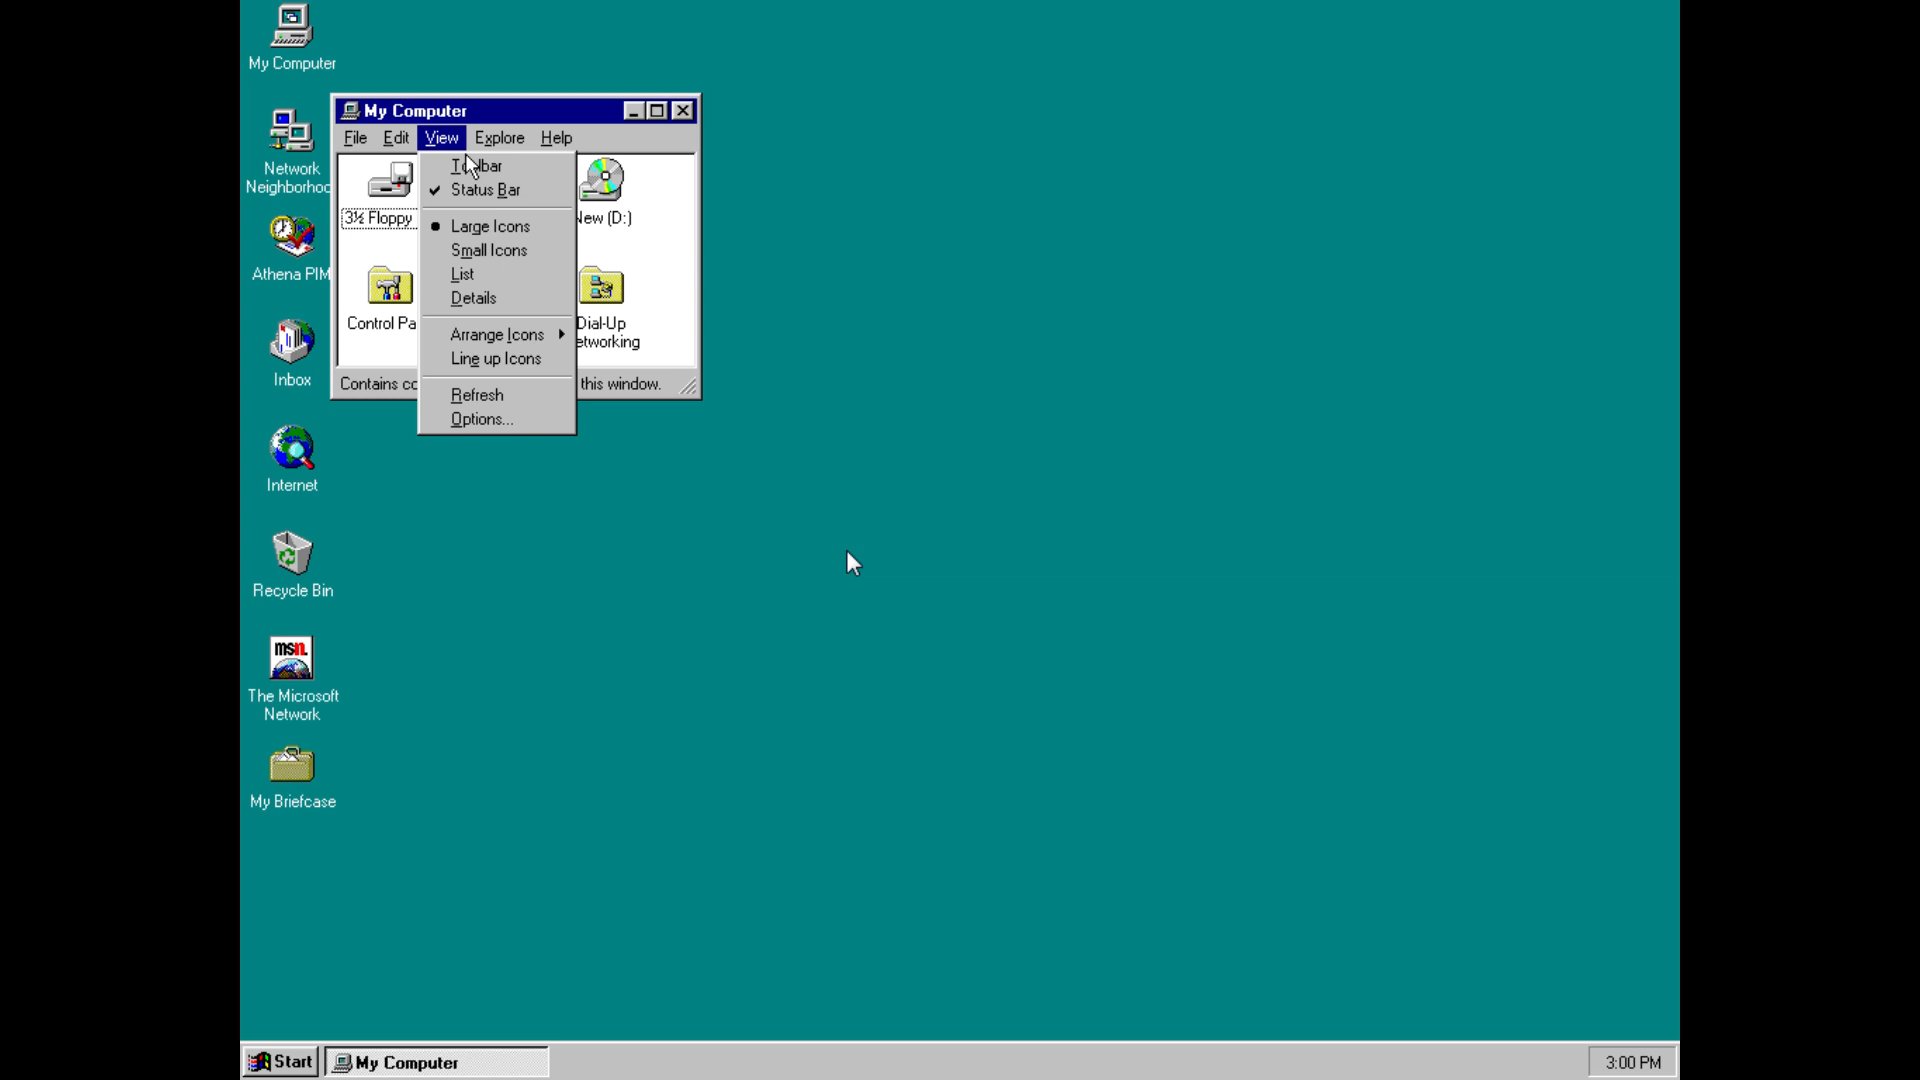 My Computer
Network
Neighborhoo
Athena PIM
Inbox
Internet
Recycle Bin
msn.
The Microsoft
Network
My Briefcase
My Computer
File Edit View Explore Help
3½ Floppy
New (D:)
Control Pa
Dial-Up
etworking
Contains co
this window.
Toolbar
Status Bar
Large Icons
Small Icons
List
Details
Arrange Icons
Line up Icons
Refresh
Options...
Start
My Computer
3:00 PM